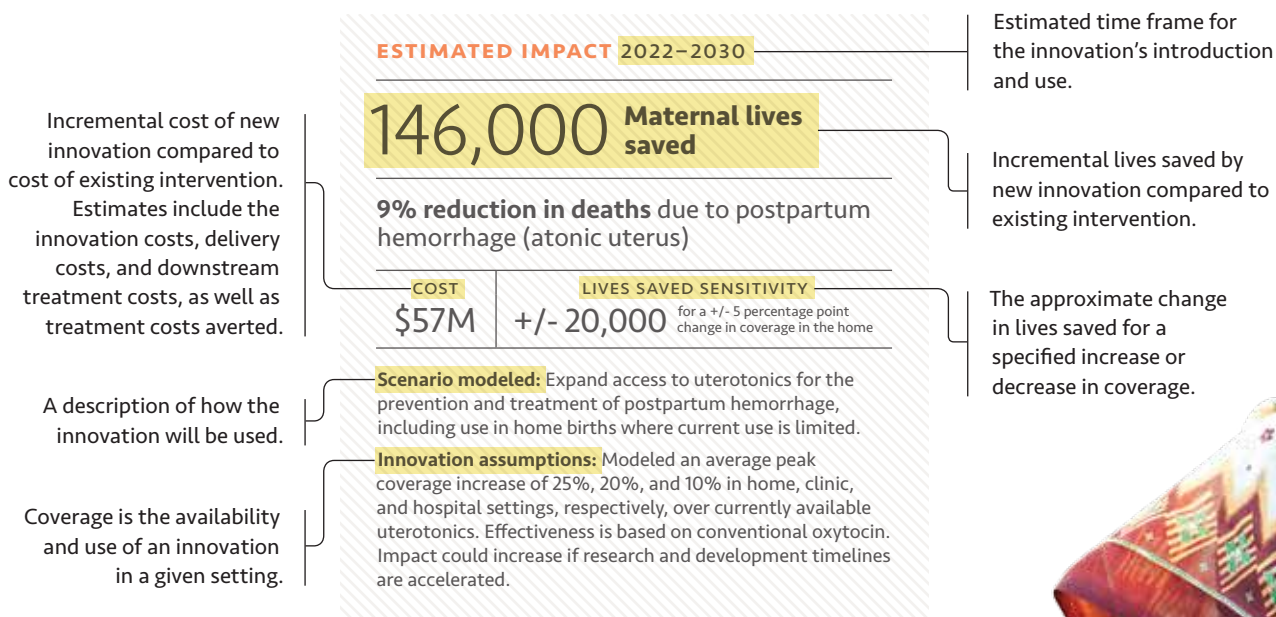 ESTIMATED IMPACT 2022–2030
Estimated time frame for
the innovation's introduction
and use.
146,000 Maternal lives
saved
Incremental cost of new
innovation compared to
cost of existing intervention.
Estimates include the
innovation costs, delivery
costs, and downstream
treatment costs, as well as
treatment costs averted.
Incremental lives saved by
new innovation compared to
existing intervention.
9% reduction in deaths due to postpartum
hemorrhage (atonic uterus)
COST
$57M
LIVES SAVED SENSITIVITY
+/- 20,000 for a +/- 5 percentage point
change in coverage in the home
The approximate change
in lives saved for a
specified increase or
decrease in coverage.
Scenario modeled: Expand access to uterotonics for the
prevention and treatment of postpartum hemorrhage,
including use in home births where current use is limited.
A description of how the
innovation will be used.
Innovation assumptions: Modeled an average peak
coverage increase of 25%, 20%, and 10% in home, clinic,
and hospital settings, respectively, over currently available
uterotonics. Effectiveness is based on conventional oxytocin.
Impact could increase if research and development timelines
are accelerated.
Coverage is the availability
and use of an innovation
in a given setting.